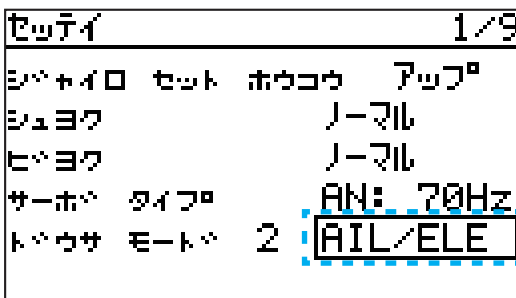 セッテイ 1/9
ジャイロ セット ホウコウ アップ
シュヨク ノーマル
ビヨク ノーマル
サーボ タイプ AN: 70Hz
ドウサ モード 2 AIL/ELE